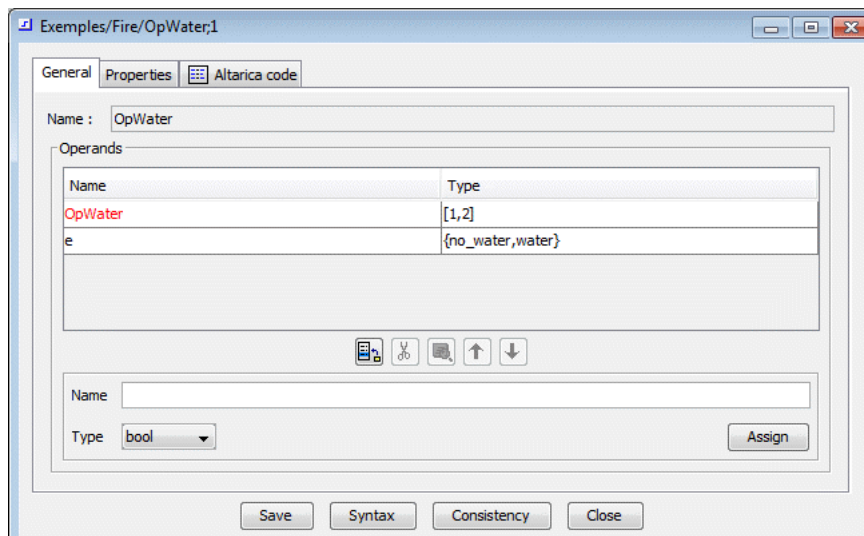 Exemples/Fire/OpWater;1
General Properties Altarica code
Name : OpWater
Operands
Name Type
OpWater [1,2]
e {no_water,water}
Name
Type bool Assign
Save Syntax Consistency Close